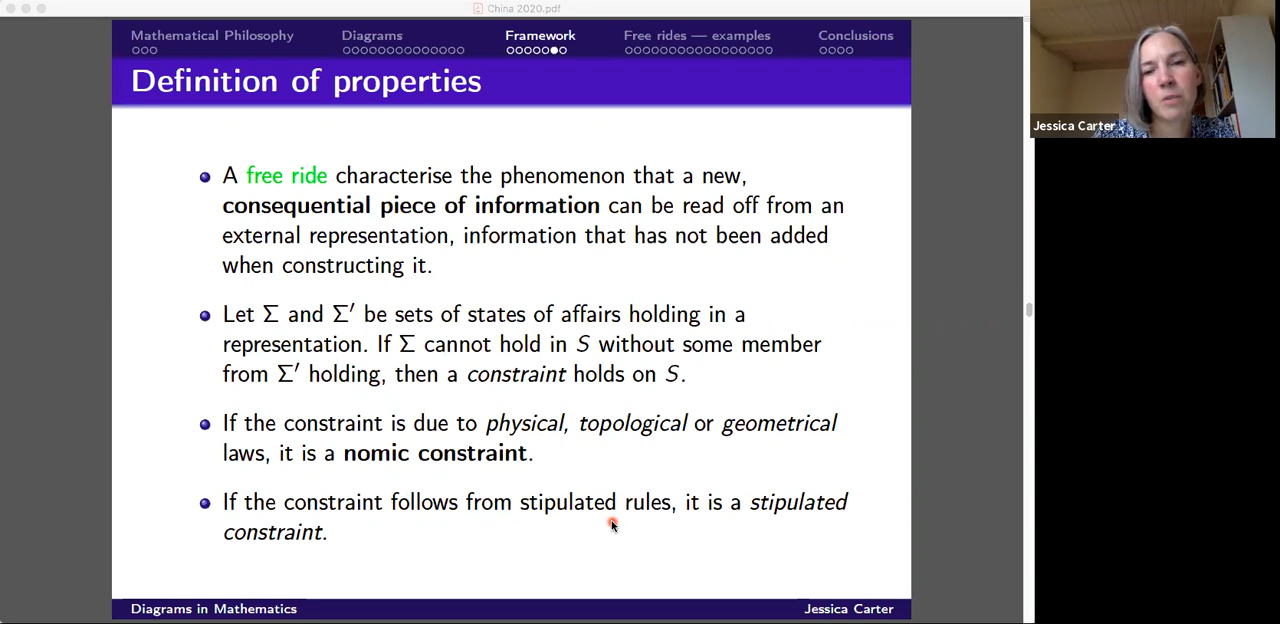 China 2020.pdf
Mathematical Philosophy Diagrams Framework Free rides — examples Conclusions
Definition of properties
A free ride characterise the phenomenon that a new,
consequential piece of information can be read off from an
external representation, information that has not been added
when constructing it.
Let Σ and Σ′ be sets of states of affairs holding in a
representation. If Σ cannot hold in S without some member
from Σ′ holding, then a constraint holds on S.
If the constraint is due to physical, topological or geometrical
laws, it is a nomic constraint.
If the constraint follows from stipulated rules, it is a stipulated
constraint.
Diagrams in Mathematics Jessica Carter
Jessica Carter